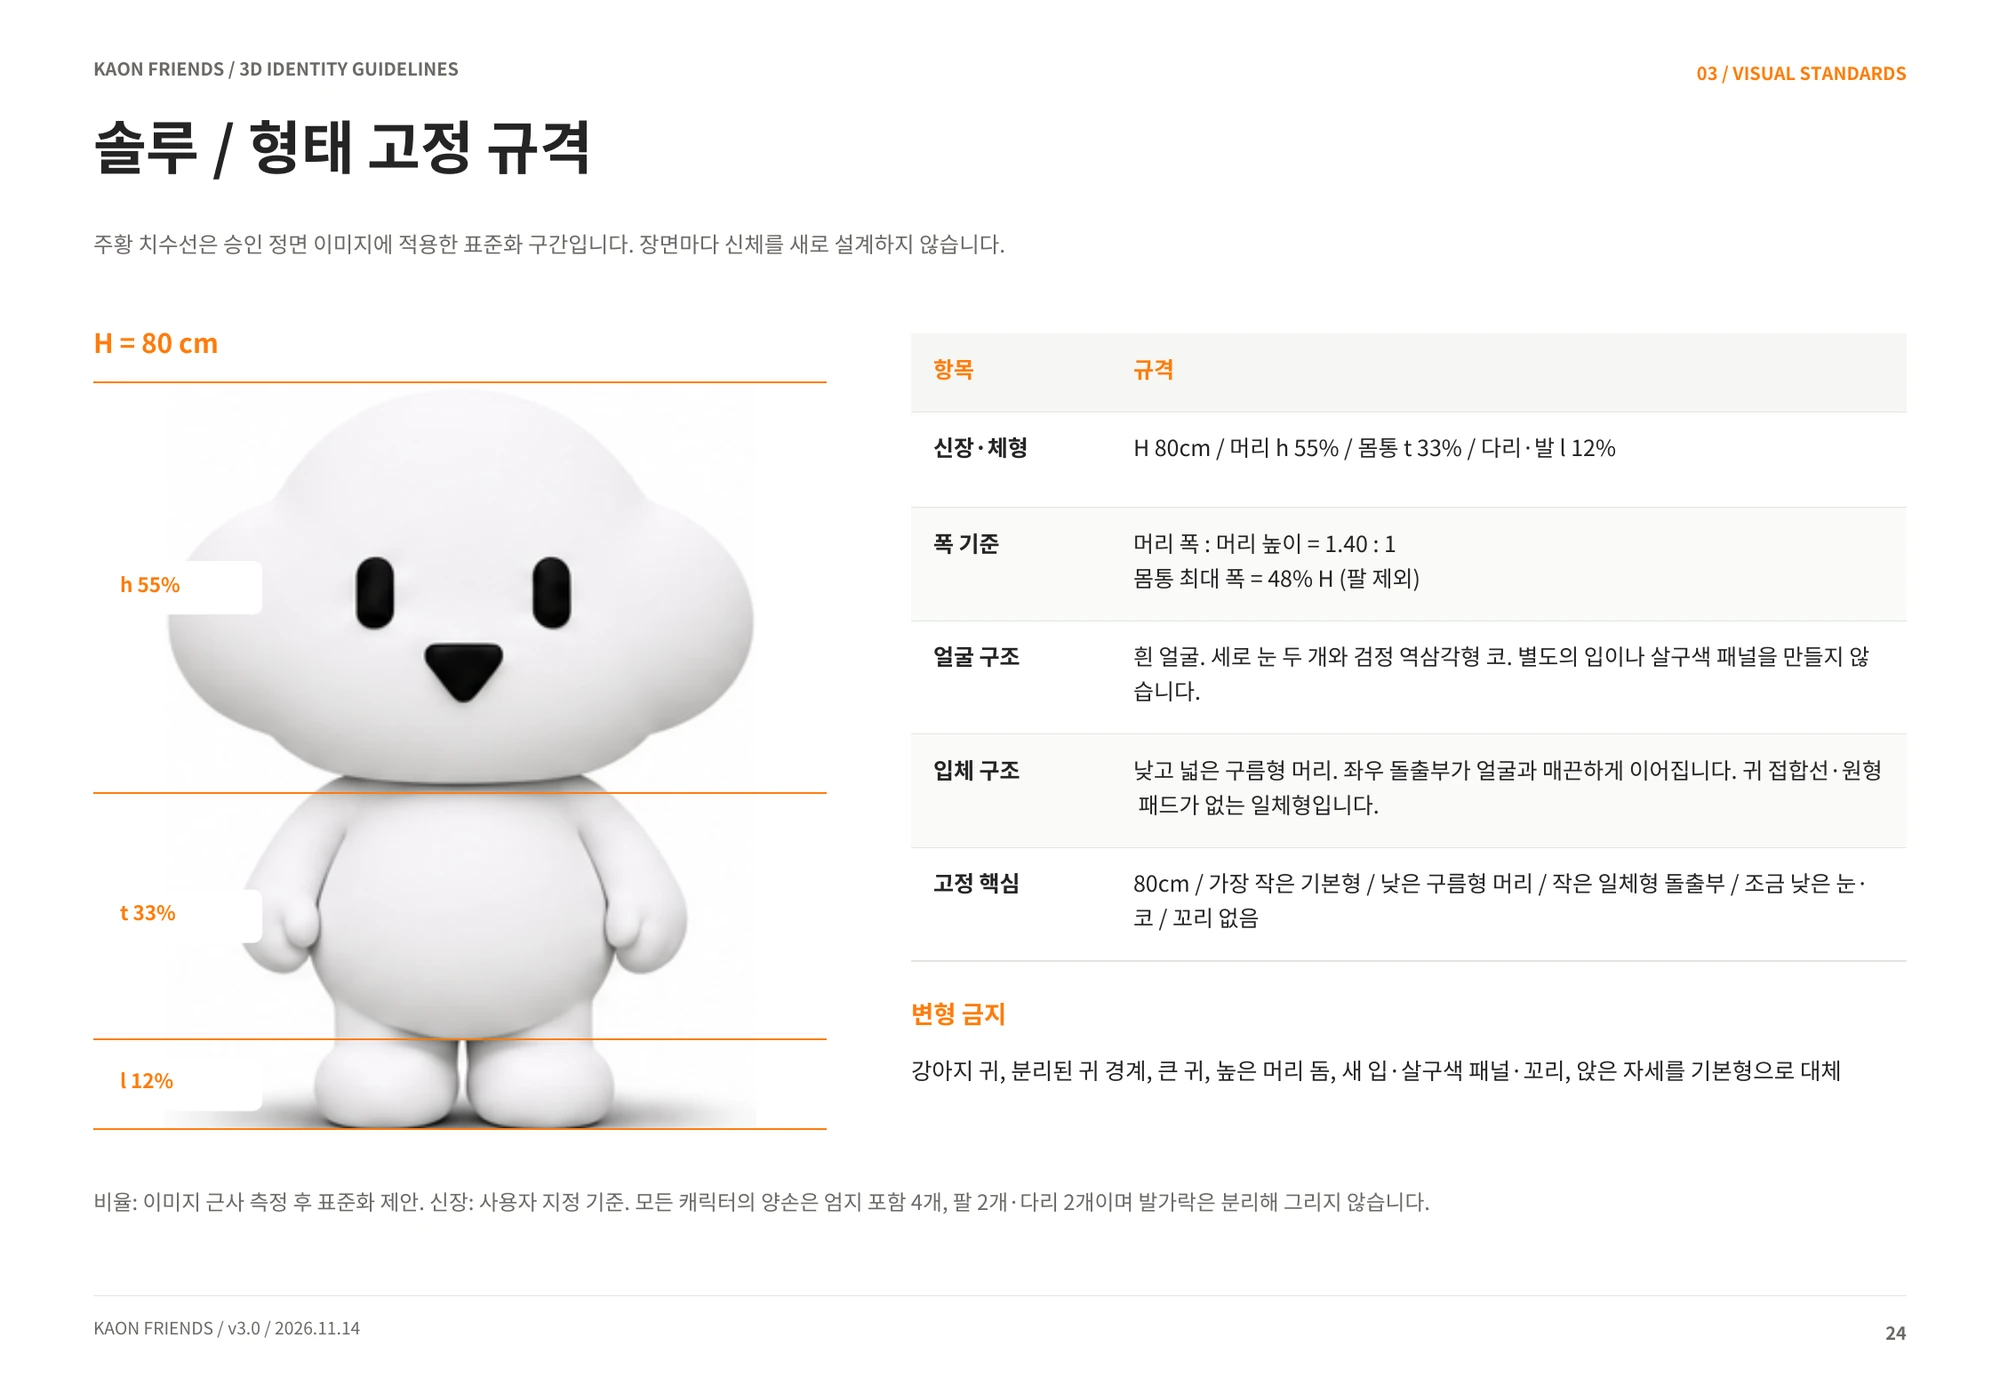 KAON FRIENDS / 3D IDENTITY GUIDELINES
03 / VISUAL STANDARDS
솔루 / 형태 고정 규격
주황 치수선은 승인 정면 이미지에 적용한 표준화 구간입니다. 장면마다 신체를 새로 설계하지 않습니다.
H = 80 cm
h 55%
t 33%
l 12%
항목 규격
신장·체형 H 80cm / 머리 h 55% / 몸통 t 33% / 다리·발 l 12%
폭 기준 머리 폭 : 머리 높이 = 1.40 : 1
몸통 최대 폭 = 48% H (팔 제외)
얼굴 구조 흰 얼굴. 세로 눈 두 개와 검정 역삼각형 코. 별도의 입이나 살구색 패널을 만들지 않
습니다.
입체 구조 낮고 넓은 구름형 머리. 좌우 돌출부가 얼굴과 매끈하게 이어집니다. 귀 접합선·원형
패드가 없는 일체형입니다.
고정 핵심 80cm / 가장 작은 기본형 / 낮은 구름형 머리 / 작은 일체형 돌출부 / 조금 낮은 눈·
코 / 꼬리 없음
변형 금지
강아지 귀, 분리된 귀 경계, 큰 귀, 높은 머리 돔, 새 입·살구색 패널·꼬리, 앉은 자세를 기본형으로 대체
비율: 이미지 근사 측정 후 표준화 제안. 신장: 사용자 지정 기준. 모든 캐릭터의 양손은 엄지 포함 4개, 팔 2개·다리 2개이며 발가락은 분리해 그리지 않습니다.
KAON FRIENDS / v3.0 / 2026.11.14
24